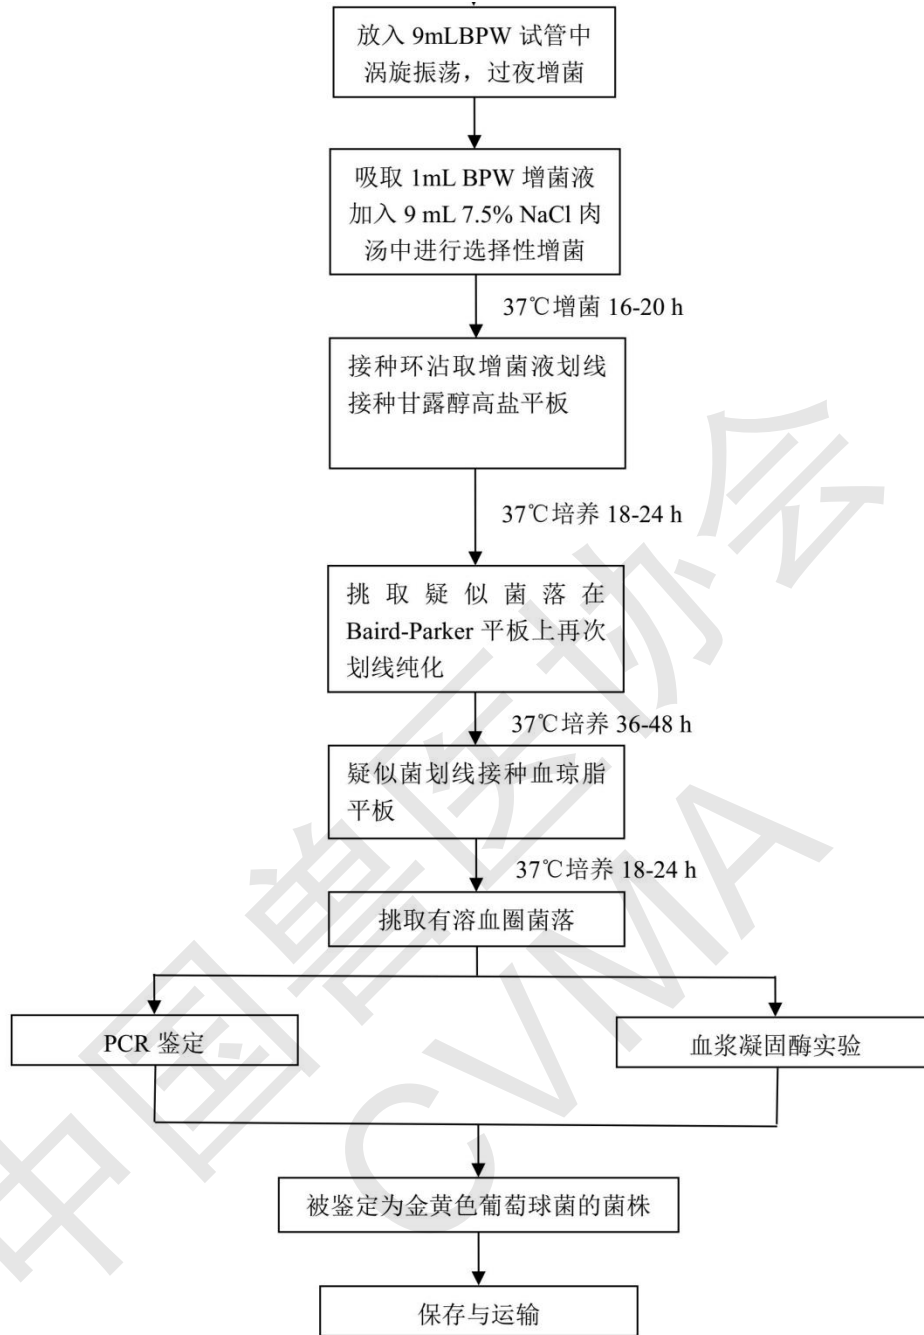 放入 9mLBPW 试管中
涡旋振荡，过夜增菌
吸取 1mL BPW 增菌液
加入 9 mL 7.5% NaCl 肉
汤中进行选择性增菌
37℃增菌 16-20 h
接种环沾取增菌液划线
接种甘露醇高盐平板
37℃培养 18-24 h
挑取疑似菌落在
Baird-Parker 平板上再次
划线纯化
37℃培养 36-48 h
疑似菌划线接种血琼脂
平板
37℃培养 18-24 h
挑取有溶血圈菌落
PCR 鉴定
血浆凝固酶实验
被鉴定为金黄色葡萄球菌的菌株
保存与运输
中国兽医协会
CVMA